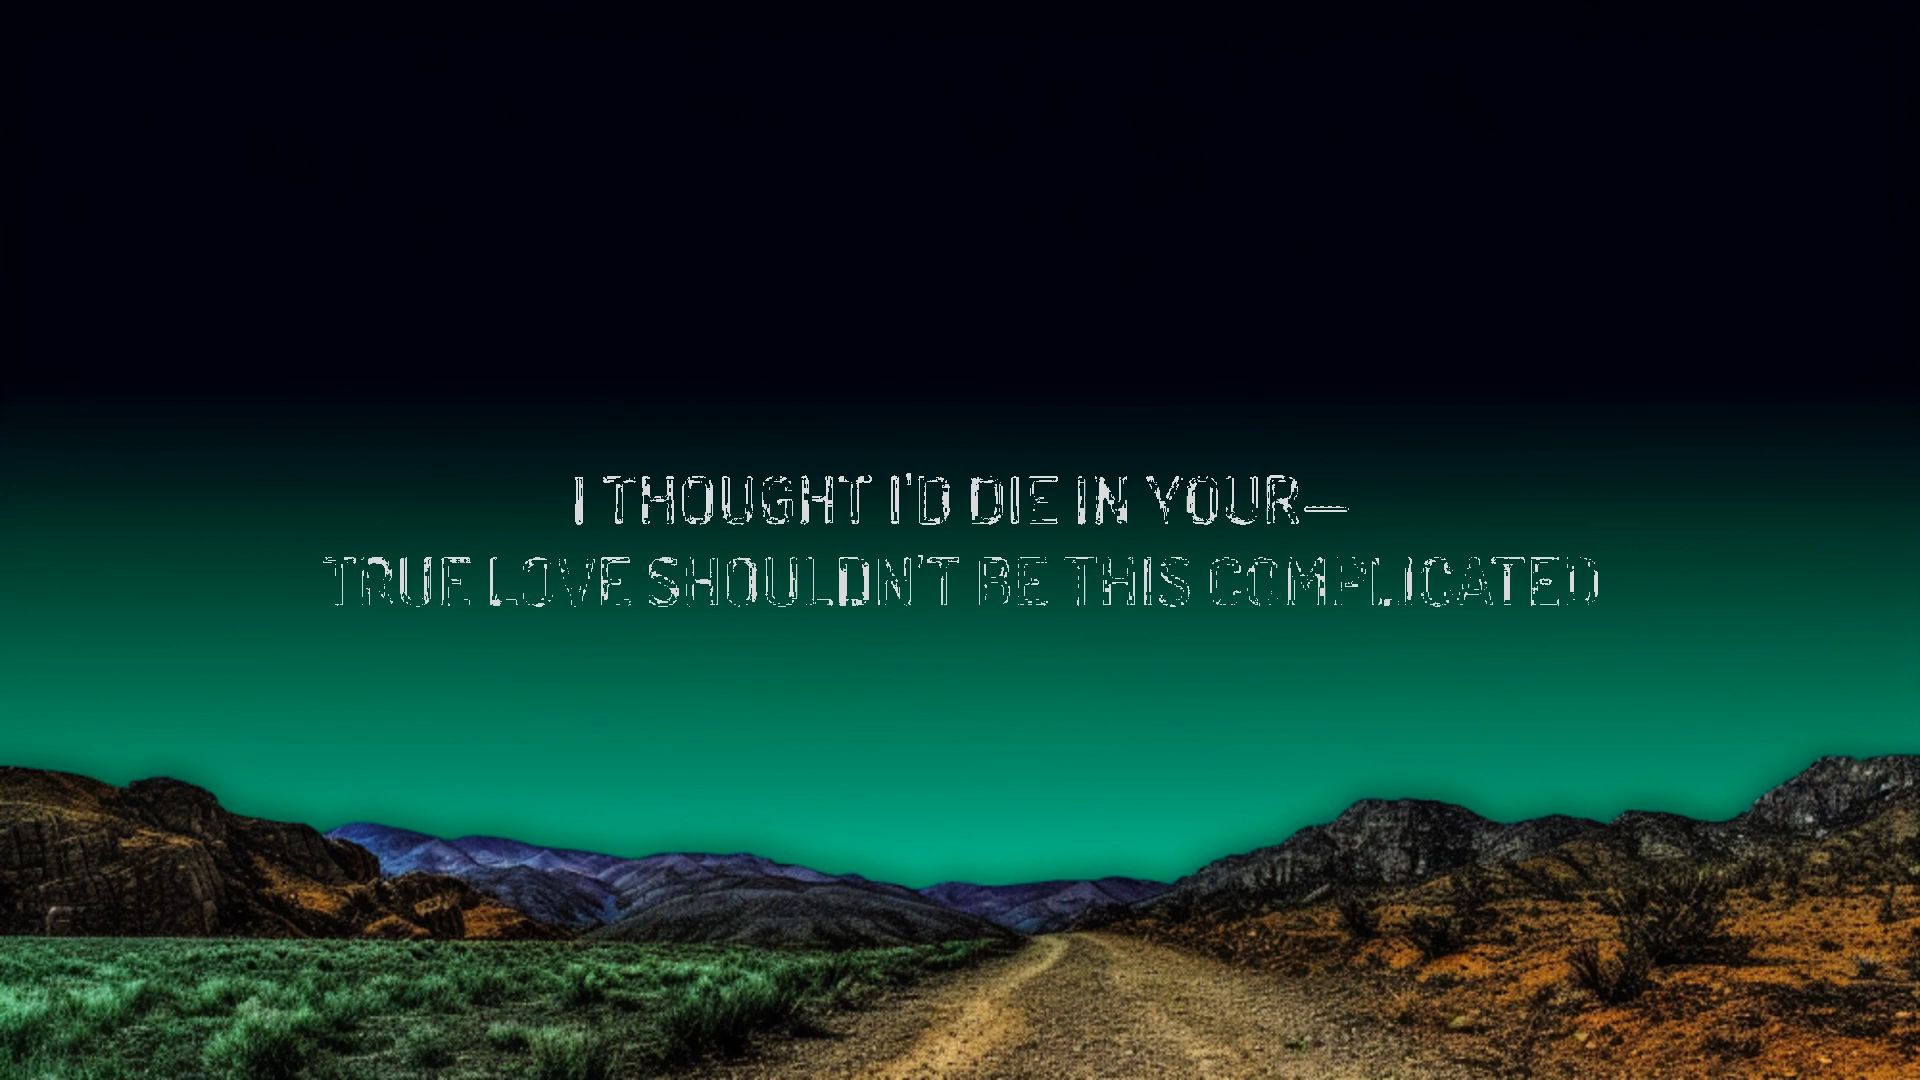 I THOUGHT I'D DIE IN YOUR—
TRUE LOVE SHOULDN'T BE THIS COMPLICATED